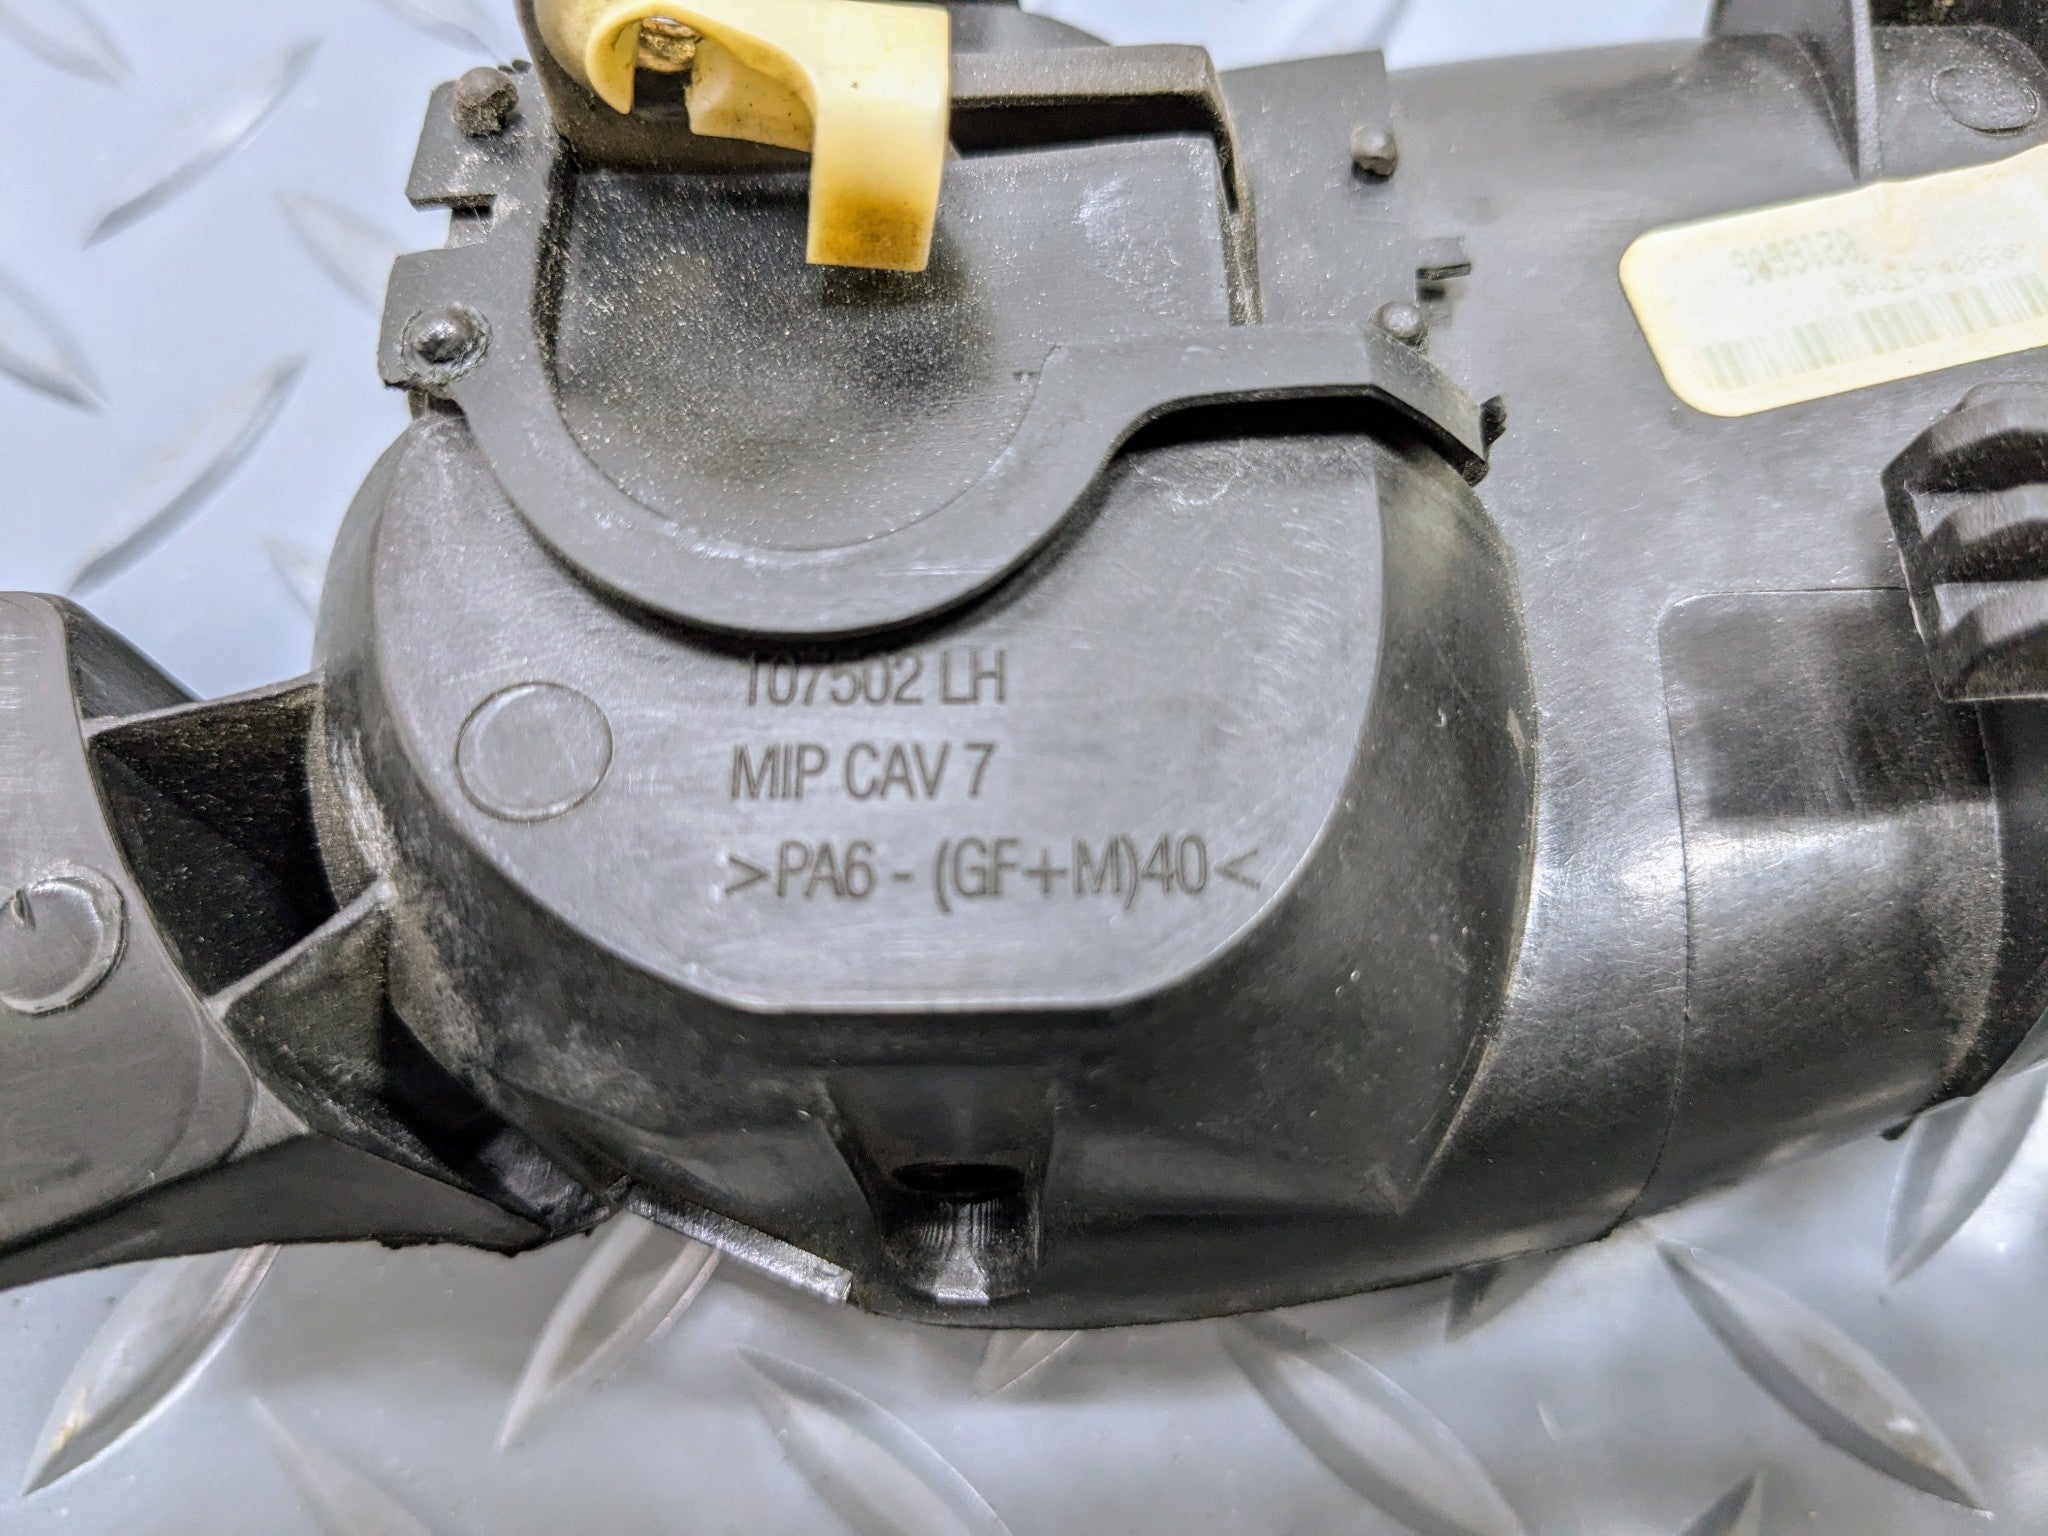 107502 LH
MIP CAV 7
>PA6 - (GF+M)40<